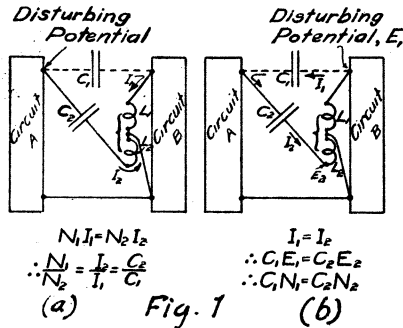 Disturbing
Potential
C₁
I₁
C₂
L₁
L₂
I₂
Circuit
A
Circuit
B
N₁I₁=N₂I₂
∴N₁/N₂=I₂/I₁=C₂/C₁
(a)
Disturbing
Potential, E₁
C₁
I₁
C₂
L₁
I₂
E₂
L₂
Circuit
A
Circuit
B
I₁=I₂
∴C₁E₁=C₂E₂
∴C₁N₁=C₂N₂
(b)
Fig. 1